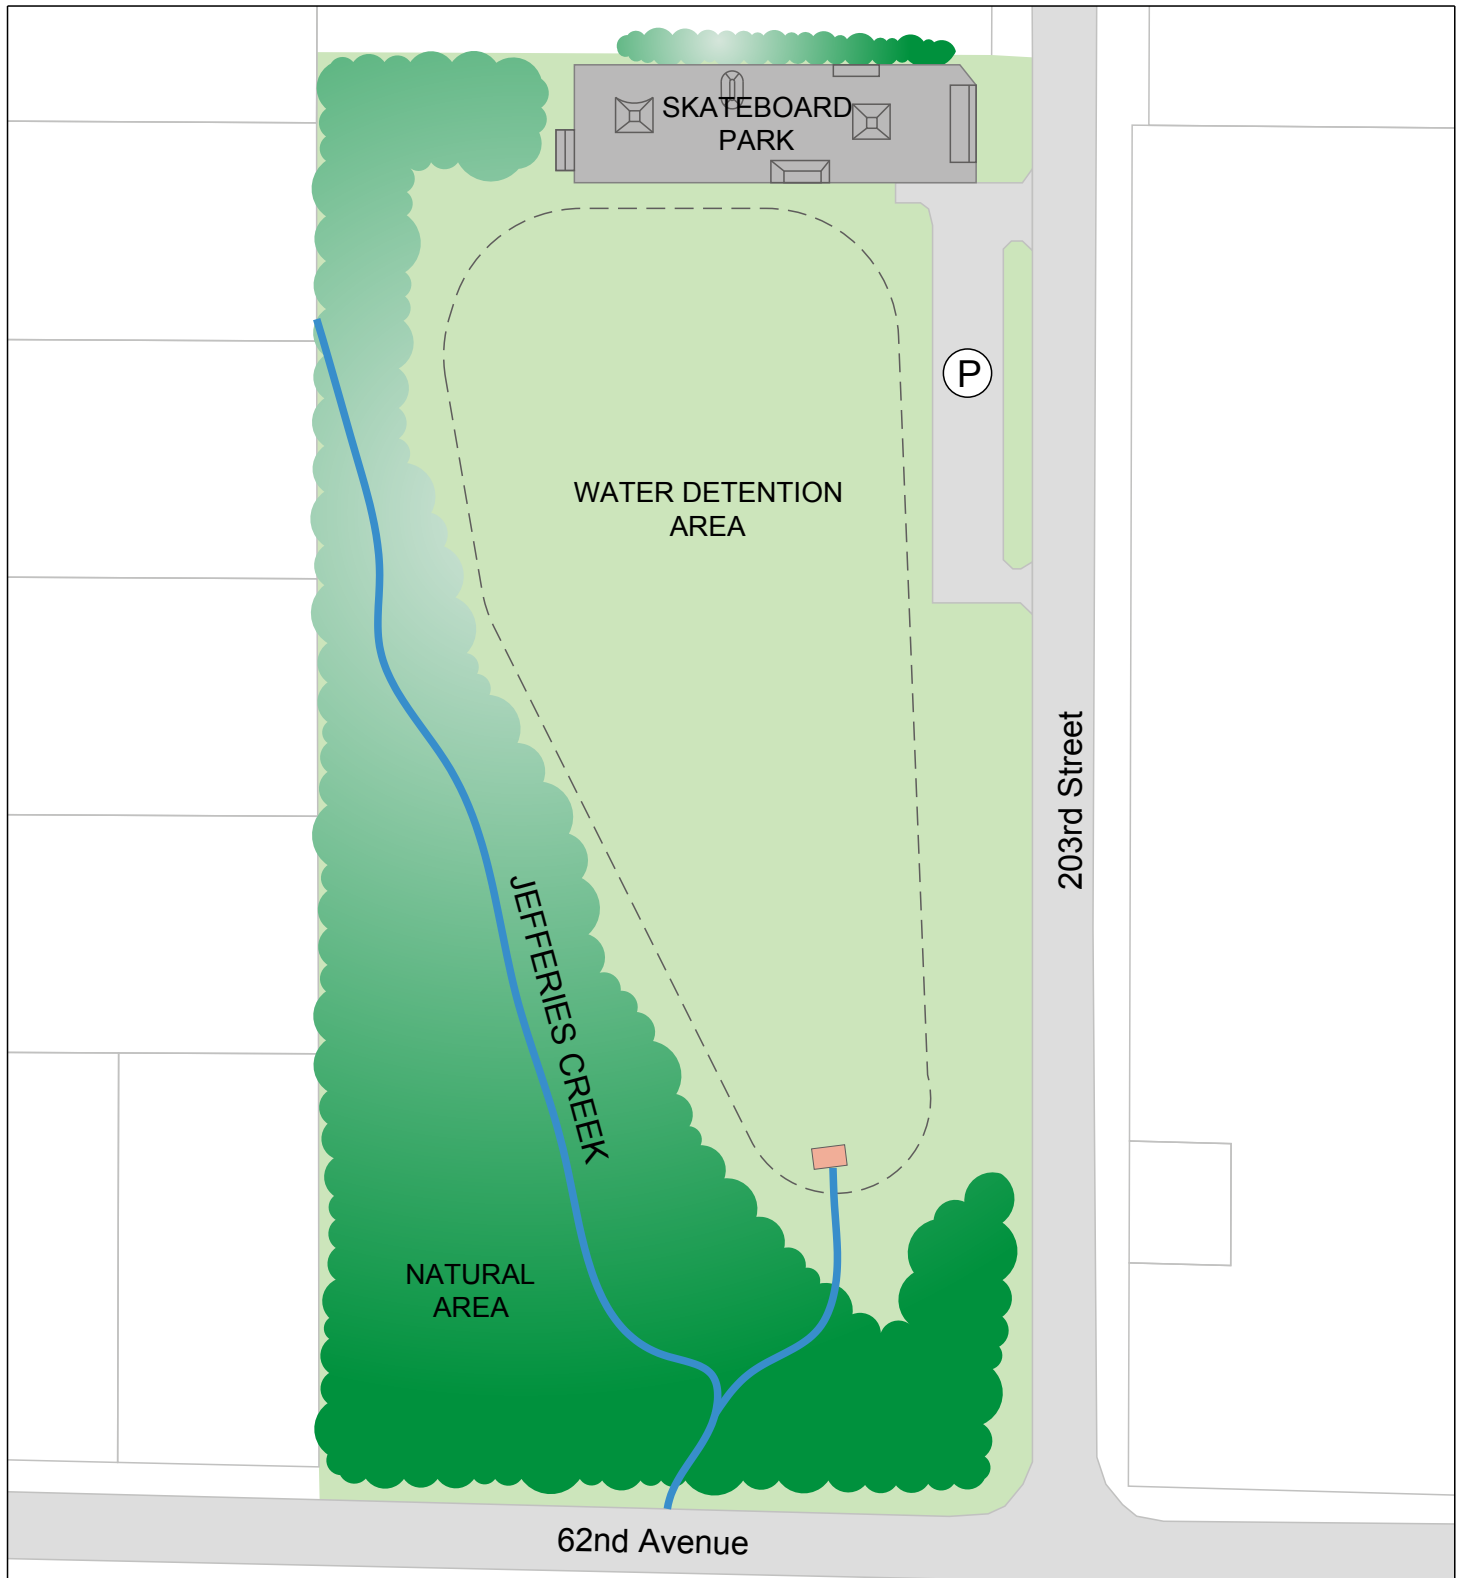 SKATEBOARD
PARK
P
WATER DETENTION
AREA
203rd Street
JEFFERIES CREEK
NATURAL
AREA
62nd Avenue